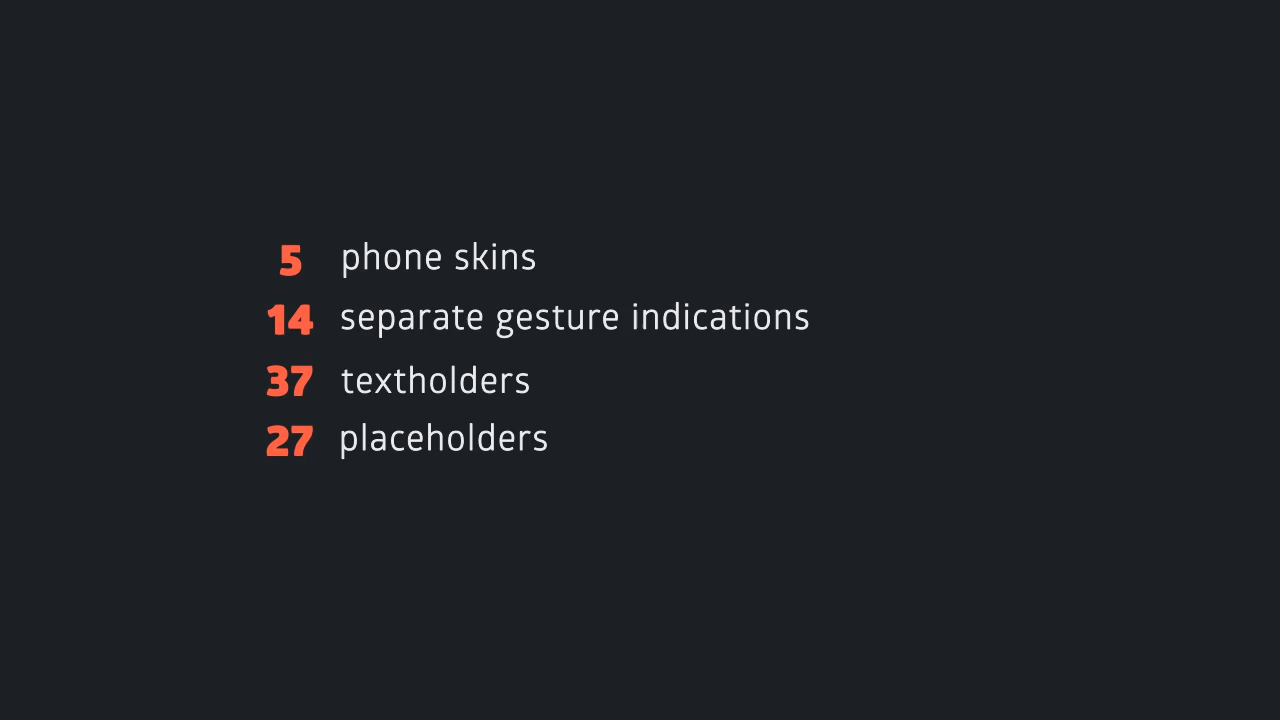 5 phone skins
14 separate gesture indications
37 textholders
27 placeholders